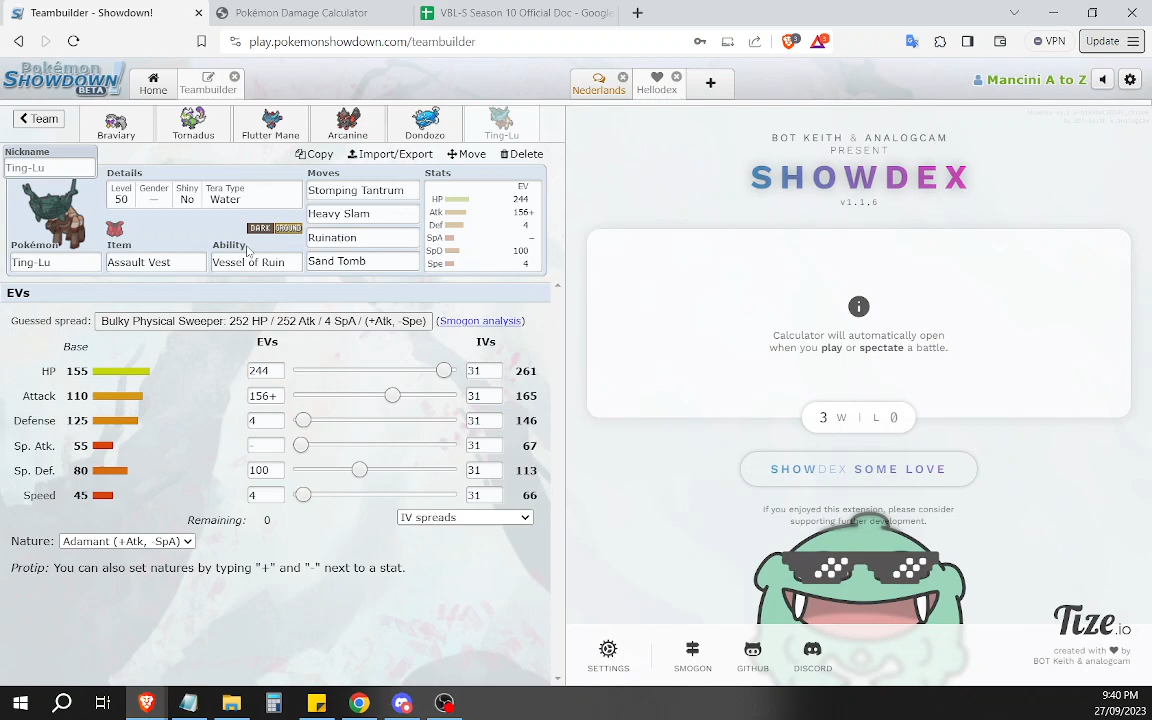 Teambuilder - Showdown!
Pokémon Damage Calculator
VBL-S Season 10 Official Doc - Google
play.pokemonshowdown.com/teambuilder
VPN
Update
Pokémon
SHOWDOWN!
BETA
Home
Teambuilder
Nederlands
Hellodex
Mancini A to Z
Team
Braviary
Tornadus
Flutter Mane
Arcanine
Dondozo
Ting-Lu
Copy
Import/Export
Move
Delete
Nickname
Ting-Lu
Details
Level
50
Gender
—
Shiny
No
Tera Type
Water
DARK
GROUND
Pokémon
Ting-Lu
Item
Assault Vest
Ability
Vessel of Ruin
Moves
Stomping Tantrum
Heavy Slam
Ruination
Sand Tomb
Stats
EV
HP 244
Atk 156+
Def 4
SpA –
SpD 100
Spe 4
EVs
Guessed spread: Bulky Physical Sweeper: 252 HP / 252 Atk / 4 SpA / (+Atk, -Spe) (Smogon analysis)
Base EVs IVs
HP 155 244 31 261
Attack 110 156+ 31 165
Defense 125 4 31 146
Sp. Atk. 55 - 31 67
Sp. Def. 80 100 31 113
Speed 45 4 31 66
Remaining: 0
IV spreads
Nature: Adamant (+Atk, -SpA)
Protip: You can also set natures by typing "+" and "-" next to a stat.
BOT KEITH & ANALOGCAM
PRESENT
SHOWDEX
v1.1.6
Calculator will automatically open
when you play or spectate a battle.
3 W | L 0
SHOWDEX SOME LOVE
If you enjoyed this extension, please consider
supporting further development.
SETTINGS
SMOGON
GITHUB
DISCORD
Tize.io
created with ♥ by
BOT Keith & analogcam
9:40 PM
27/09/2023